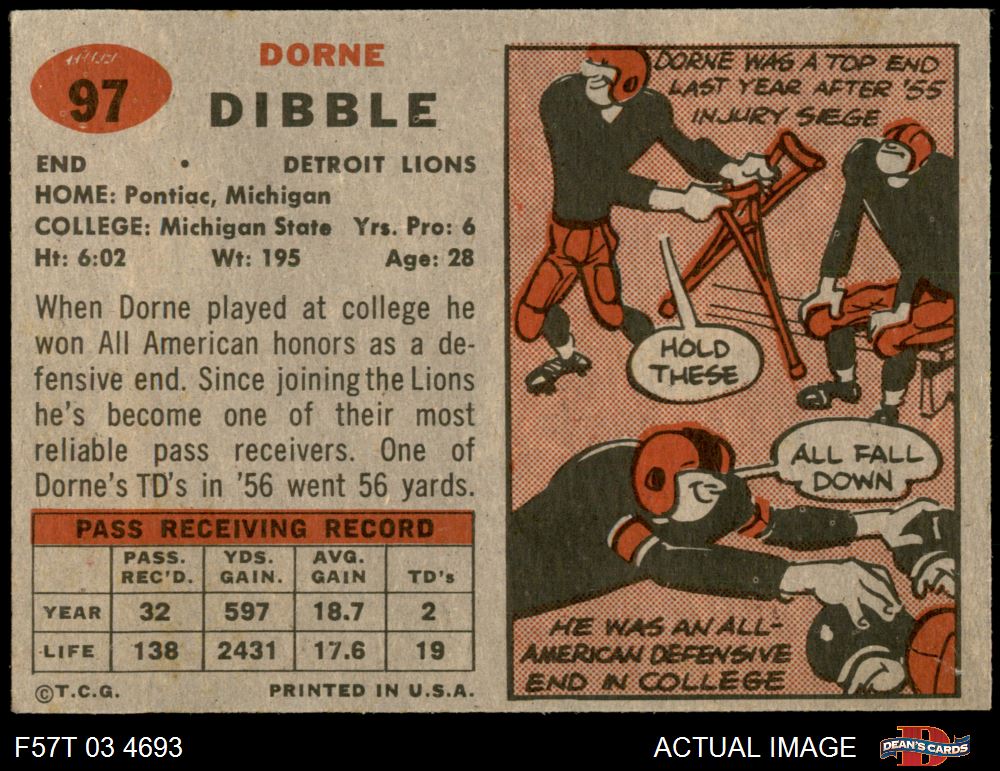 97
DORNE
DIBBLE
END • DETROIT LIONS
HOME: Pontiac, Michigan
COLLEGE: Michigan State Yrs. Pro: 6
Ht: 6:02 Wt: 195 Age: 28
When Dorne played at college he
won All American honors as a de-
fensive end. Since joining the Lions
he's become one of their most
reliable pass receivers. One of
Dorne's TD's in '56 went 56 yards.
PASS RECEIVING RECORD
PASS. REC'D. YDS. GAIN. AVG. GAIN TD's
YEAR 32 597 18.7 2
LIFE 138 2431 17.6 19
©T.C.G. PRINTED IN U.S.A.
DORNE WAS A TOP END
LAST YEAR AFTER '55
INJURY SIEGE
HOLD
THESE
ALL FALL
DOWN
HE WAS AN ALL-
AMERICAN DEFENSIVE
END IN COLLEGE
F57T 03 4693 ACTUAL IMAGE DEAN'S CARDS